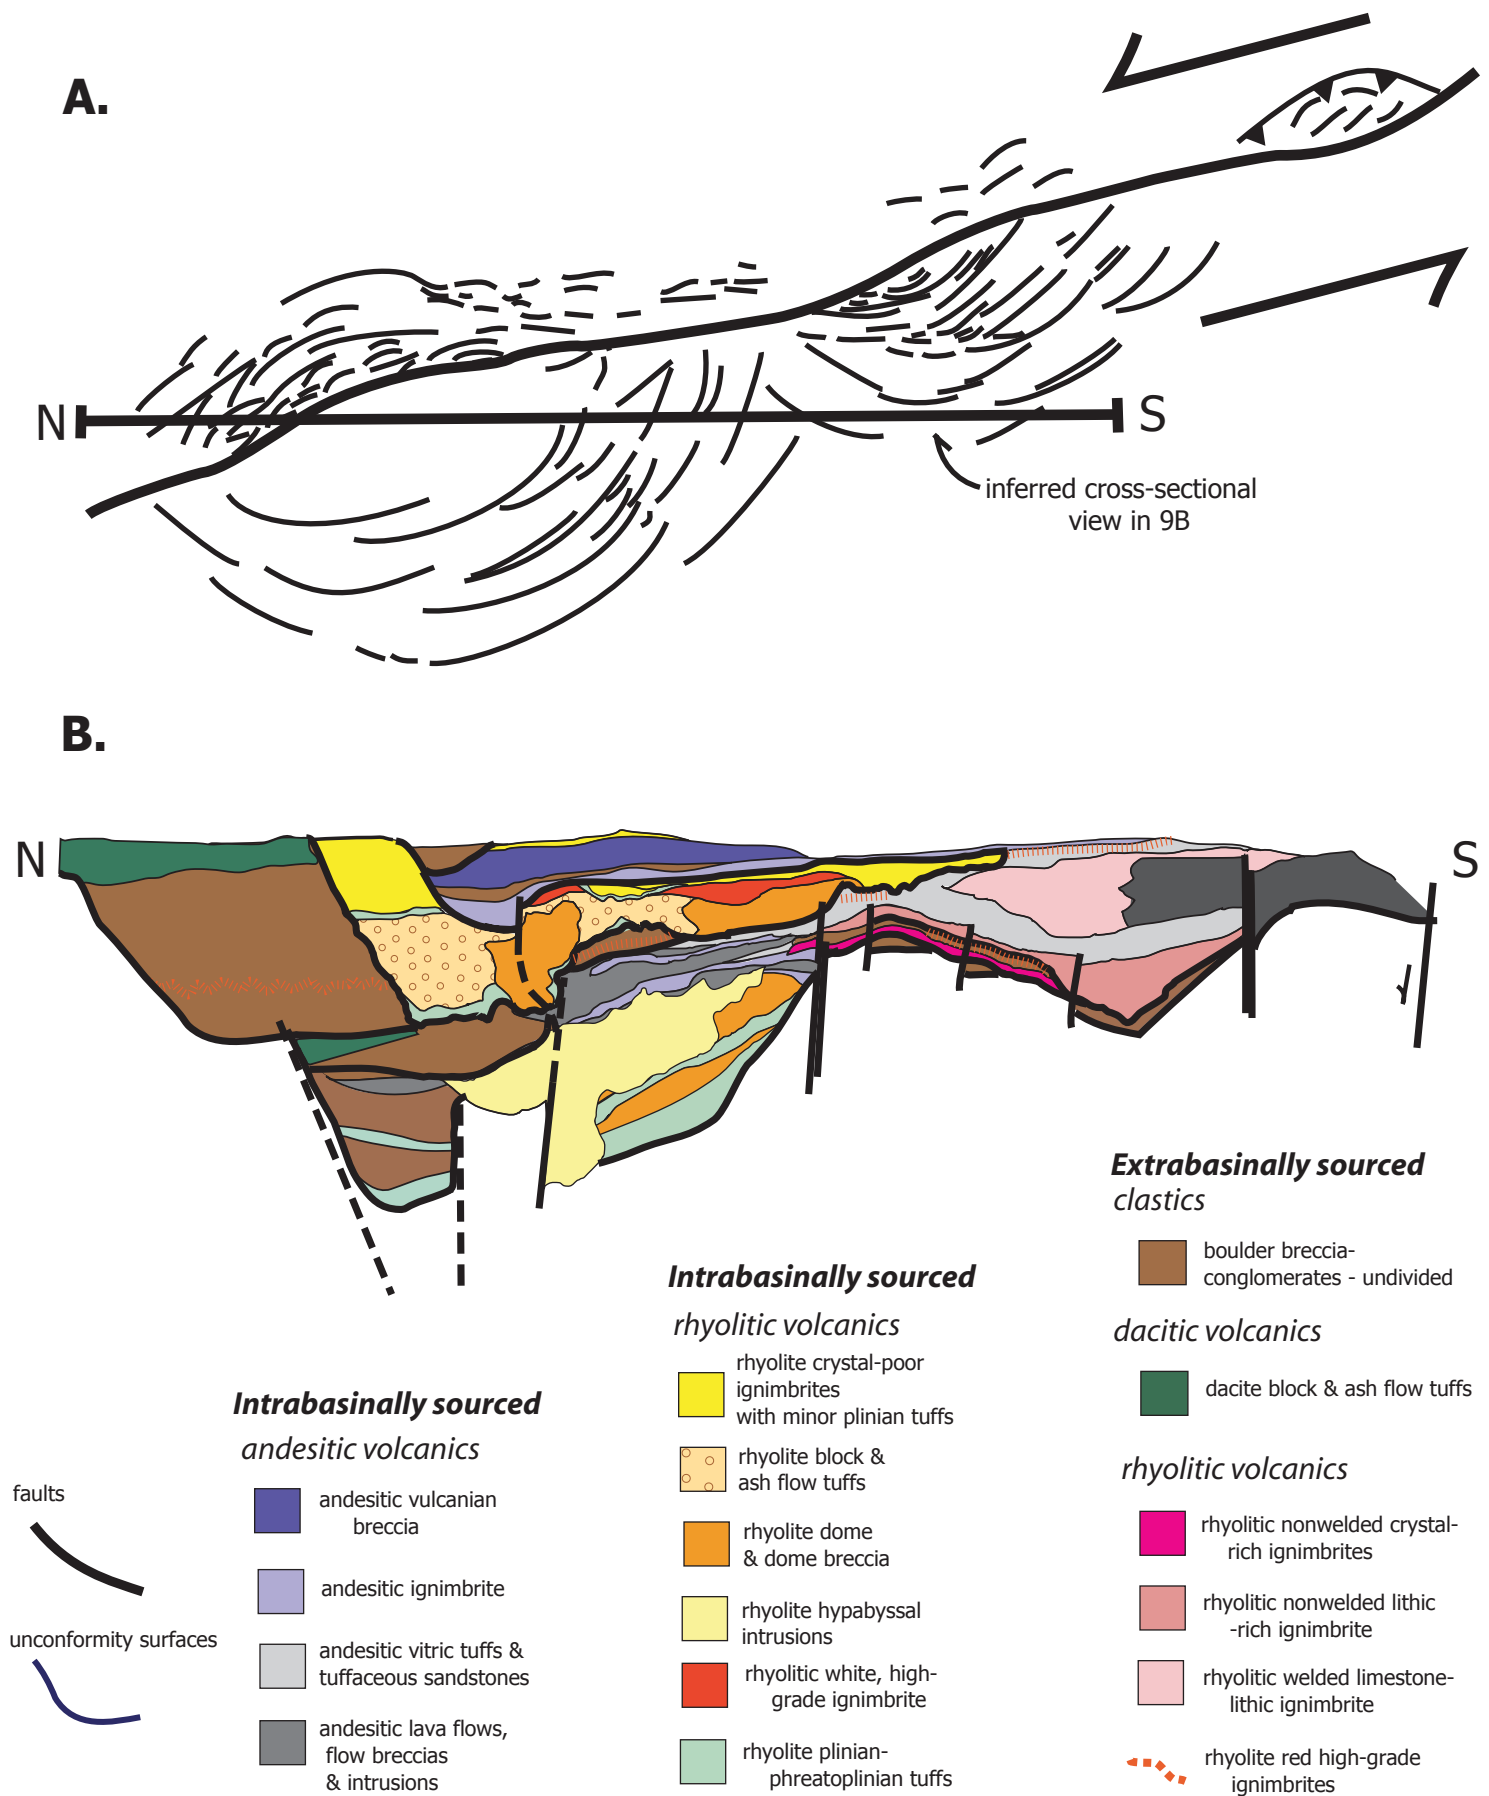 A.
N
S
inferred cross-sectional
view in 9B
B.
N
S
faults
unconformity surfaces
Intrabasinally sourced
andesitic volcanics
andesitic vulcanian
breccia
andesitic ignimbrite
andesitic vitric tuffs &
tuffaceous sandstones
andesitic lava flows,
flow breccias
& intrusions
Intrabasinally sourced
rhyolitic volcanics
rhyolite crystal-poor
ignimbrites
with minor plinian tuffs
rhyolite block &
ash flow tuffs
rhyolite dome
& dome breccia
rhyolite hypabyssal
intrusions
rhyolitic white, high-
grade ignimbrite
rhyolite plinian-
phreatoplinian tuffs
Extrabasinally sourced
clastics
boulder breccia-
conglomerates - undivided
dacitic volcanics
dacite block & ash flow tuffs
rhyolitic volcanics
rhyolitic nonwelded crystal-
rich ignimbrites
rhyolitic nonwelded lithic
-rich ignimbrite
rhyolitic welded limestone-
lithic ignimbrite
rhyolite red high-grade
ignimbrites